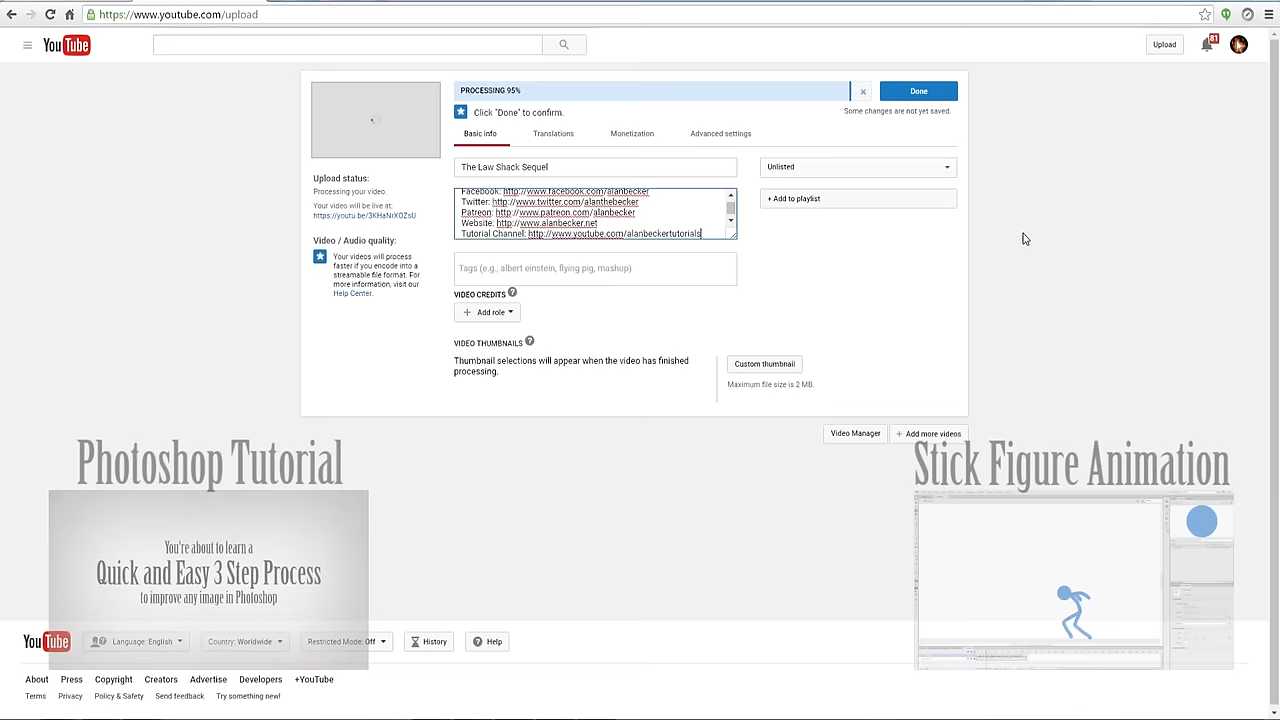 https://www.youtube.com/upload
YouTube
Upload
81
PROCESSING 95%
Done
Click "Done" to confirm.
Some changes are not yet saved.
Basic info
Translations
Monetization
Advanced settings
The Law Shack Sequel
Unlisted
Facebook: http://www.facebook.com/alanbecker
Twitter: http://www.twitter.com/alanthebecker
Patreon: http://www.patreon.com/alanbecker
Website: http://www.alanbecker.net
Tutorial Channel: http://www.youtube.com/alanbeckertutorials
+ Add to playlist
Upload status:
Processing your video.
Your video will be live at:
https://youtu.be/3KHaNrXOZsU
Video / Audio quality:
Your videos will process
faster if you encode into a
streamable file format. For
more information, visit our
Help Center.
Tags (e.g., albert einstein, flying pig, mashup)
VIDEO CREDITS ?
+ Add role
VIDEO THUMBNAILS ?
Thumbnail selections will appear when the video has finished
processing.
Custom thumbnail
Maximum file size is 2 MB.
Video Manager
+ Add more videos
Photoshop Tutorial
Stick Figure Animation
You're about to learn a
Quick and Easy 3 Step Process
to improve any image in Photoshop
YouTube
Language: English
Country: Worldwide
Restricted Mode: Off
History
? Help
About
Press
Copyright
Creators
Advertise
Developers
+YouTube
Terms
Privacy
Policy & Safety
Send feedback
Try something new!